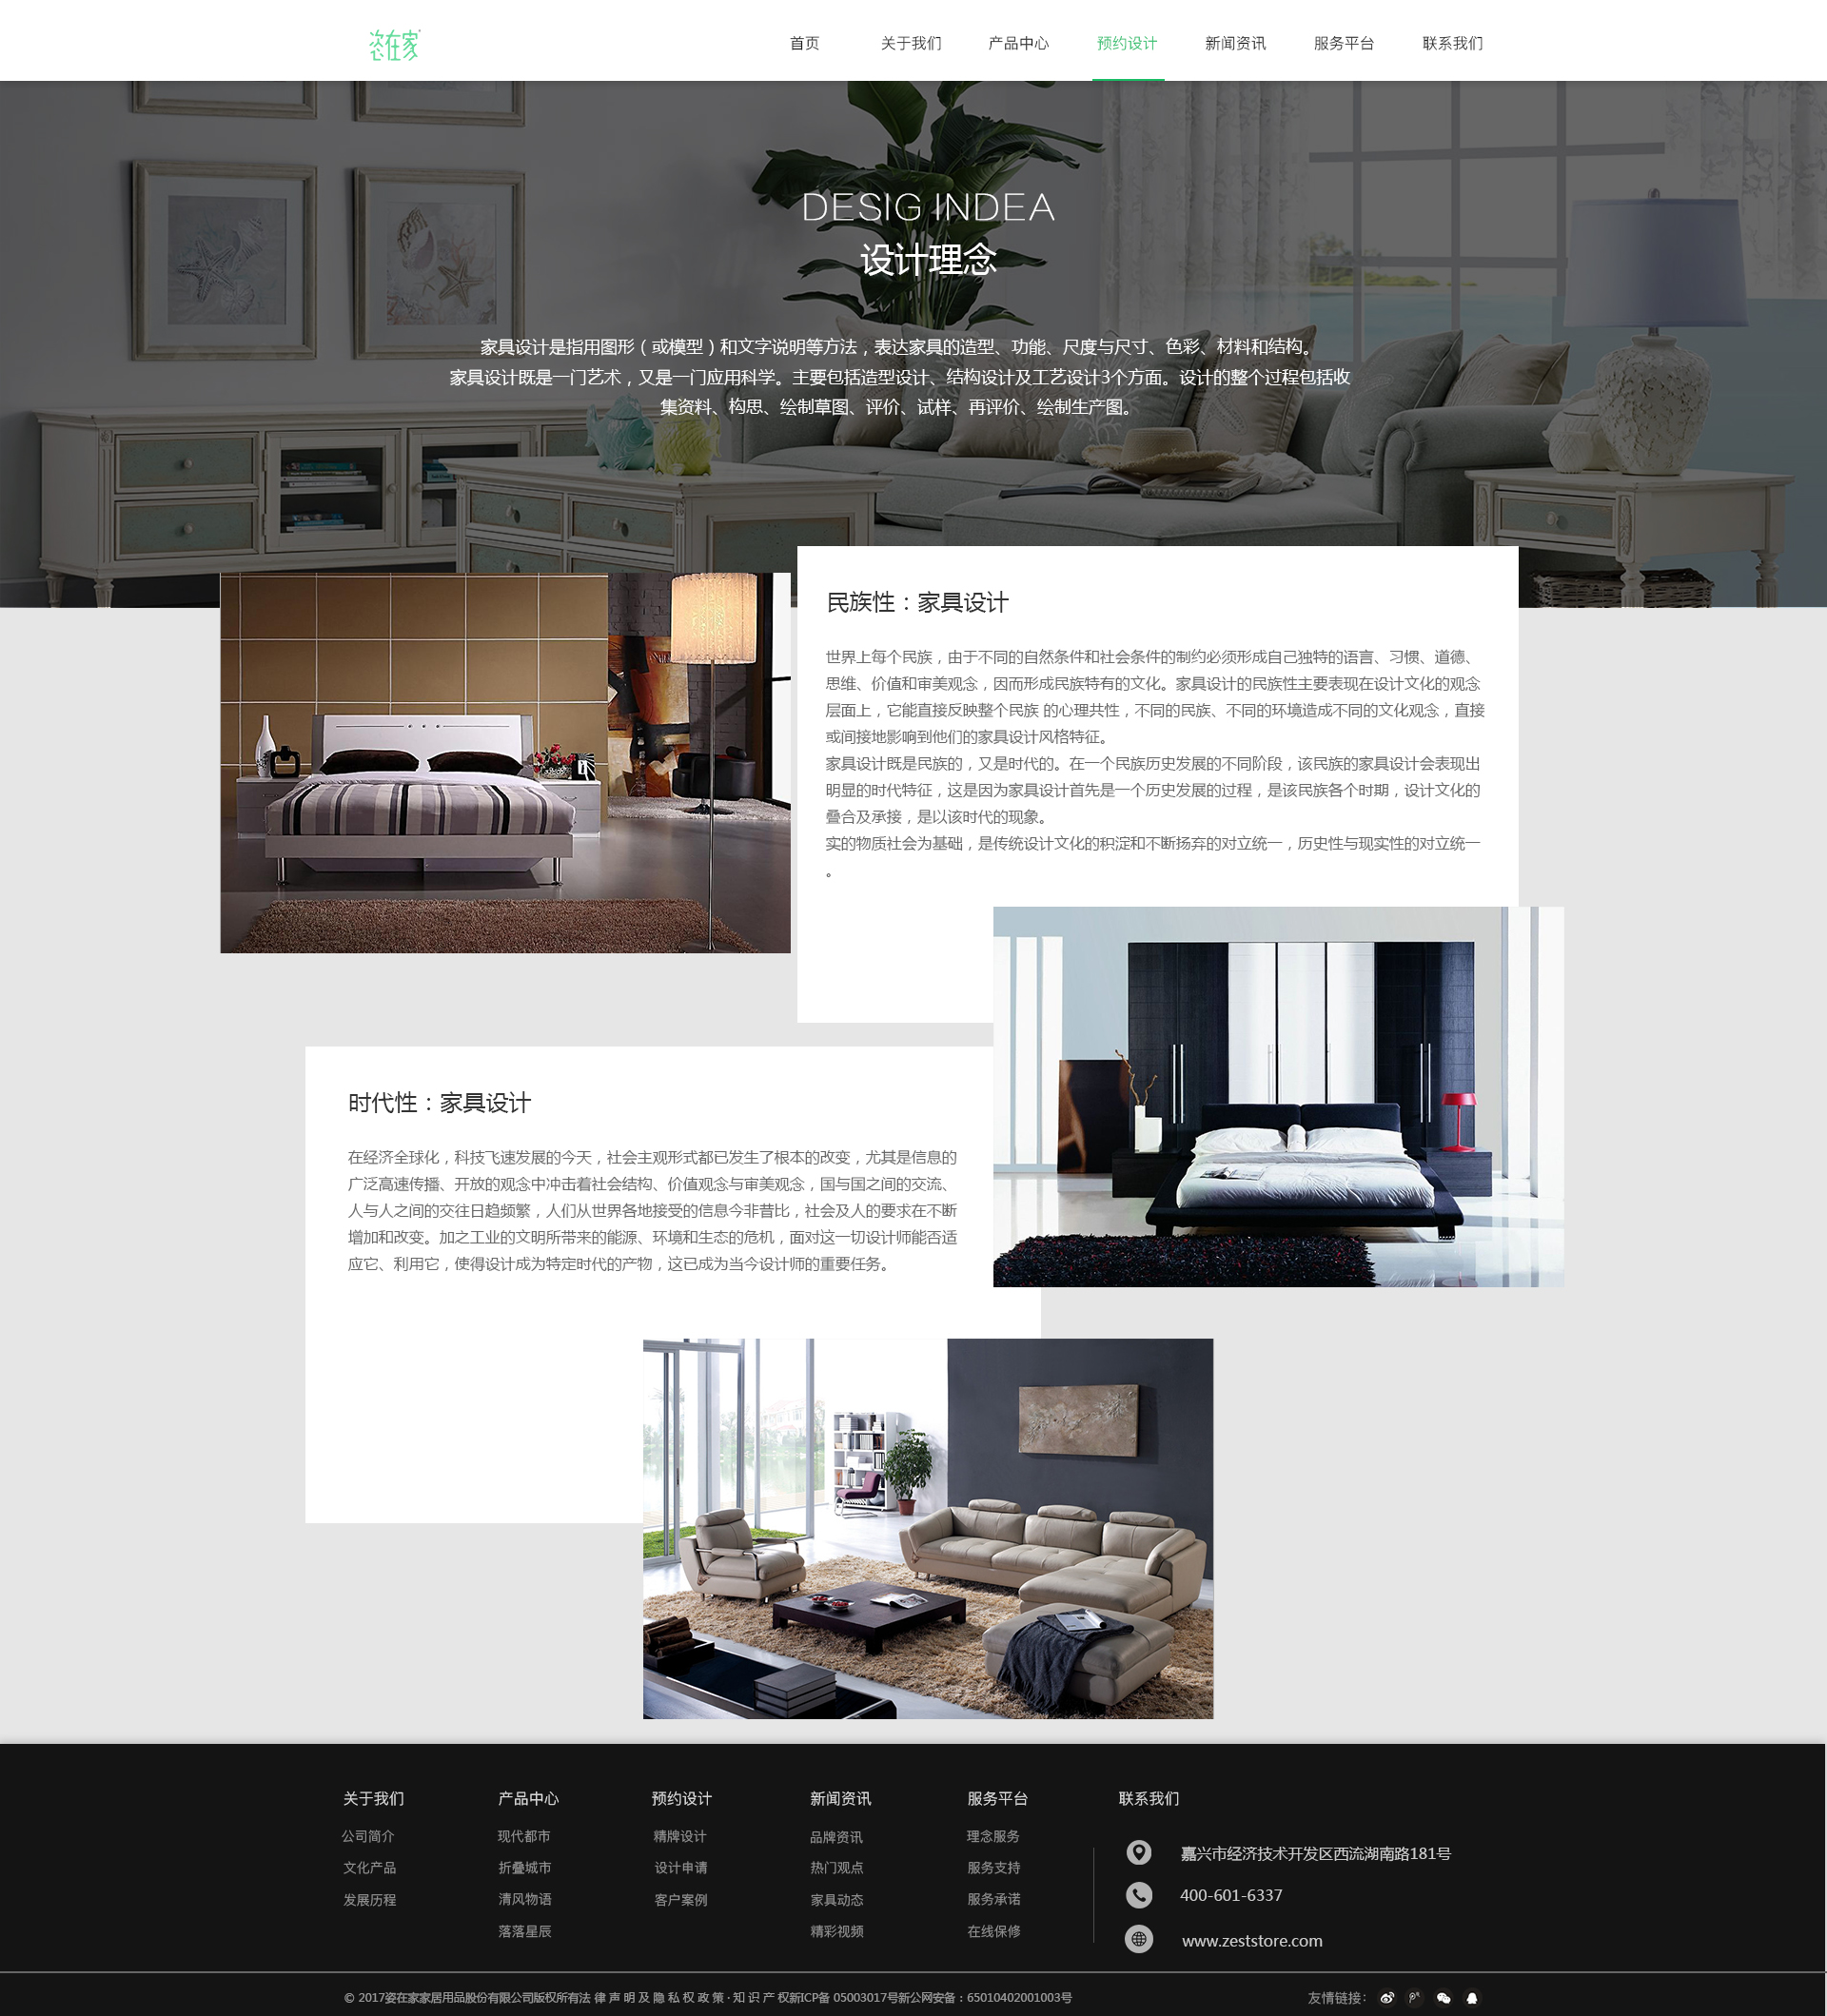 姿在家
首页 关于我们 产品中心 预约设计 新闻资讯 服务平台 联系我们
DESIG INDEA
设计理念
家具设计是指用图形（或模型）和文字说明等方法，表达家具的造型、功能、尺度与尺寸、色彩、材料和结构。
家具设计既是一门艺术，又是一门应用科学。主要包括造型设计、结构设计及工艺设计3个方面。设计的整个过程包括收
集资料、构思、绘制草图、评价、试样、再评价、绘制生产图。
民族性：家具设计
世界上每个民族，由于不同的自然条件和社会条件的制约必须形成自己独特的语言、习惯、道德、
思维、价值和审美观念，因而形成民族特有的文化。家具设计的民族性主要表现在设计文化的观念
层面上，它能直接反映整个民族 的心理共性，不同的民族、不同的环境造成不同的文化观念，直接
或间接地影响到他们的家具设计风格特征。
家具设计既是民族的，又是时代的。在一个民族历史发展的不同阶段，该民族的家具设计会表现出
明显的时代特征，这是因为家具设计首先是一个历史发展的过程，是该民族各个时期，设计文化的
叠合及承接，是以该时代的现象。
实的物质社会为基础，是传统设计文化的积淀和不断扬弃的对立统一，历史性与现实性的对立统一
。
时代性：家具设计
在经济全球化，科技飞速发展的今天，社会主观形式都已发生了根本的改变，尤其是信息的
广泛高速传播、开放的观念中冲击着社会结构、价值观念与审美观念，国与国之间的交流、
人与人之间的交往日趋频繁，人们从世界各地接受的信息今非昔比，社会及人的要求在不断
增加和改变。加之工业的文明所带来的能源、环境和生态的危机，面对这一切设计师能否适
应它、利用它，使得设计成为特定时代的产物，这已成为当今设计师的重要任务。
关于我们 产品中心 预约设计 新闻资讯 服务平台 联系我们
公司简介 现代都市 精牌设计 品牌资讯 理念服务
文化产品 折叠城市 设计申请 热门观点 服务支持
发展历程 清风物语 客户案例 家具动态 服务承诺
落落星辰 精彩视频 在线保修
嘉兴市经济技术开发区西流湖南路181号
400-601-6337
www.zeststore.com
© 2017姿在家家居用品股份有限公司版权所有法 律 声 明 及 隐 私 权 政 策 · 知 识 产 权新ICP备 05003017号新公网安备：65010402001003号
友情链接：